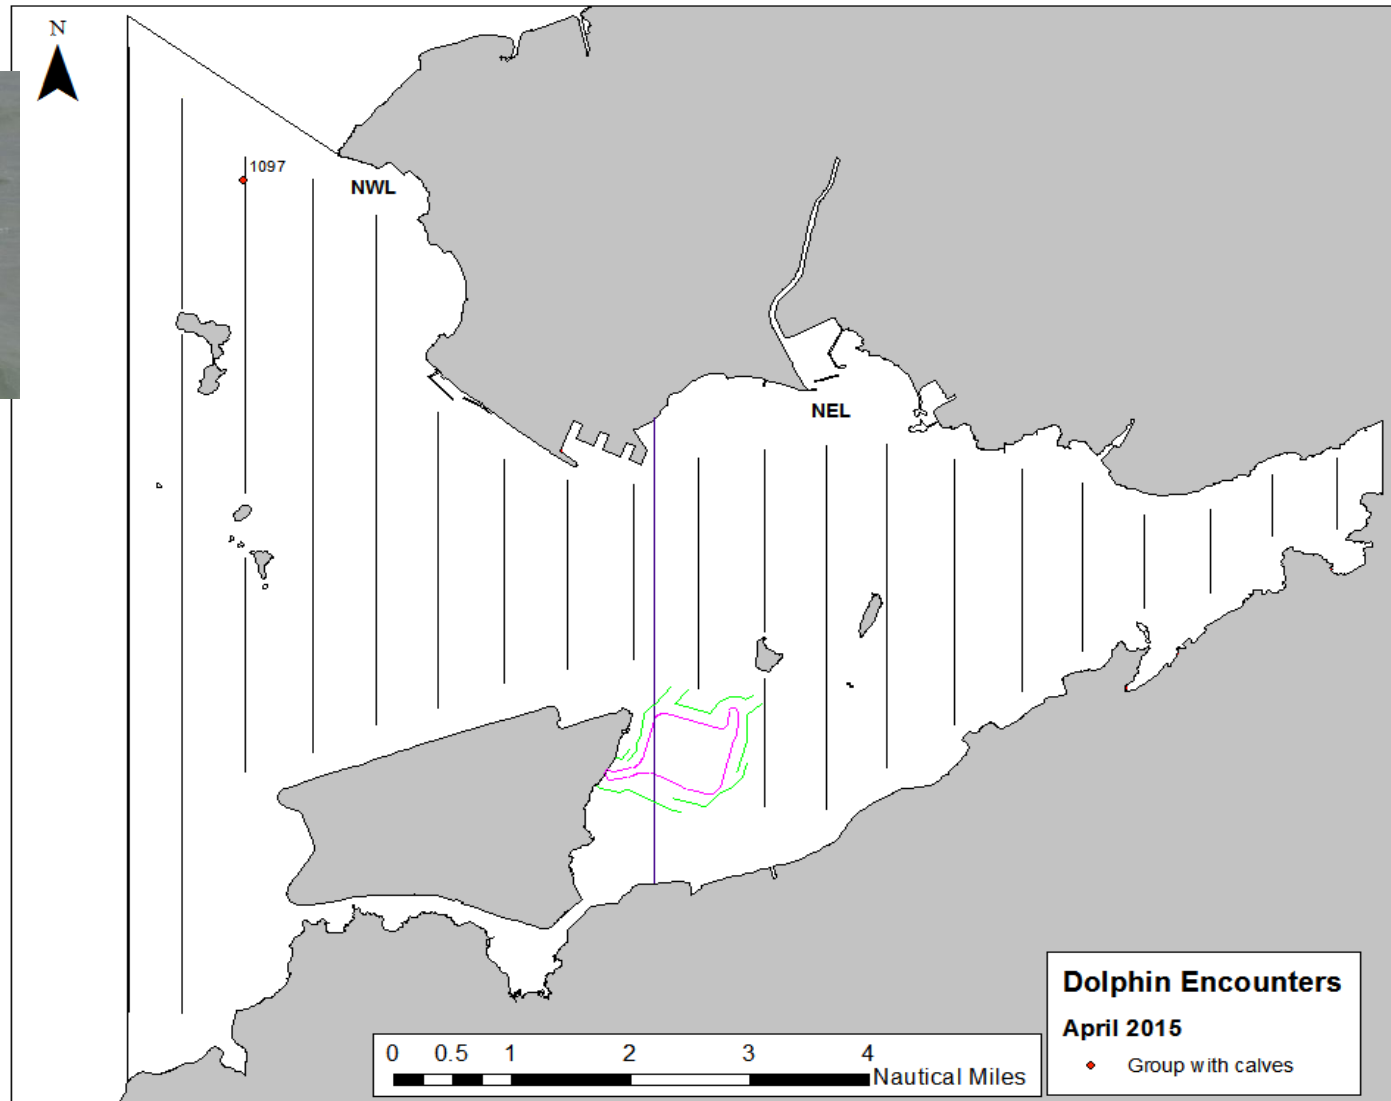 N
1097
NWL
NEL
Dolphin Encounters
April 2015
Group with calves
0 0.5 1 2 3 4
Nautical Miles